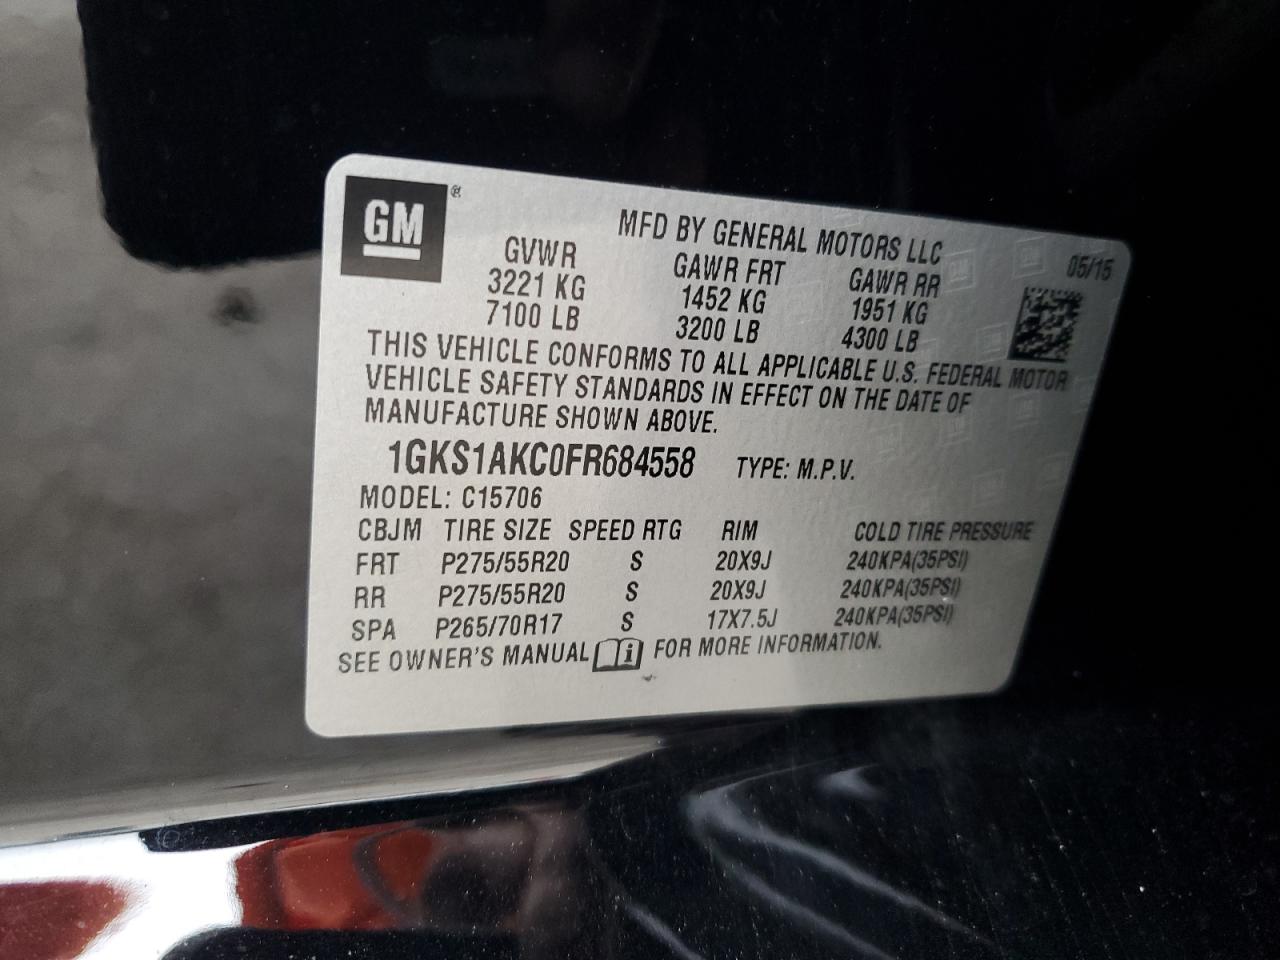 GM ®
MFD BY GENERAL MOTORS LLC
05/15
GVWR GAWR FRT GAWR RR
3221 KG 1452 KG 1951 KG
7100 LB 3200 LB 4300 LB
THIS VEHICLE CONFORMS TO ALL APPLICABLE U.S. FEDERAL MOTOR
VEHICLE SAFETY STANDARDS IN EFFECT ON THE DATE OF
MANUFACTURE SHOWN ABOVE.
1GKS1AKC0FR684558 TYPE: M.P.V.
MODEL: C15706
CBJM TIRE SIZE SPEED RTG RIM COLD TIRE PRESSURE
FRT P275/55R20 S 20X9J 240KPA(35PSI)
RR P275/55R20 S 20X9J 240KPA(35PSI)
SPA P265/70R17 S 17X7.5J 240KPA(35PSI)
SEE OWNER'S MANUAL i FOR MORE INFORMATION.